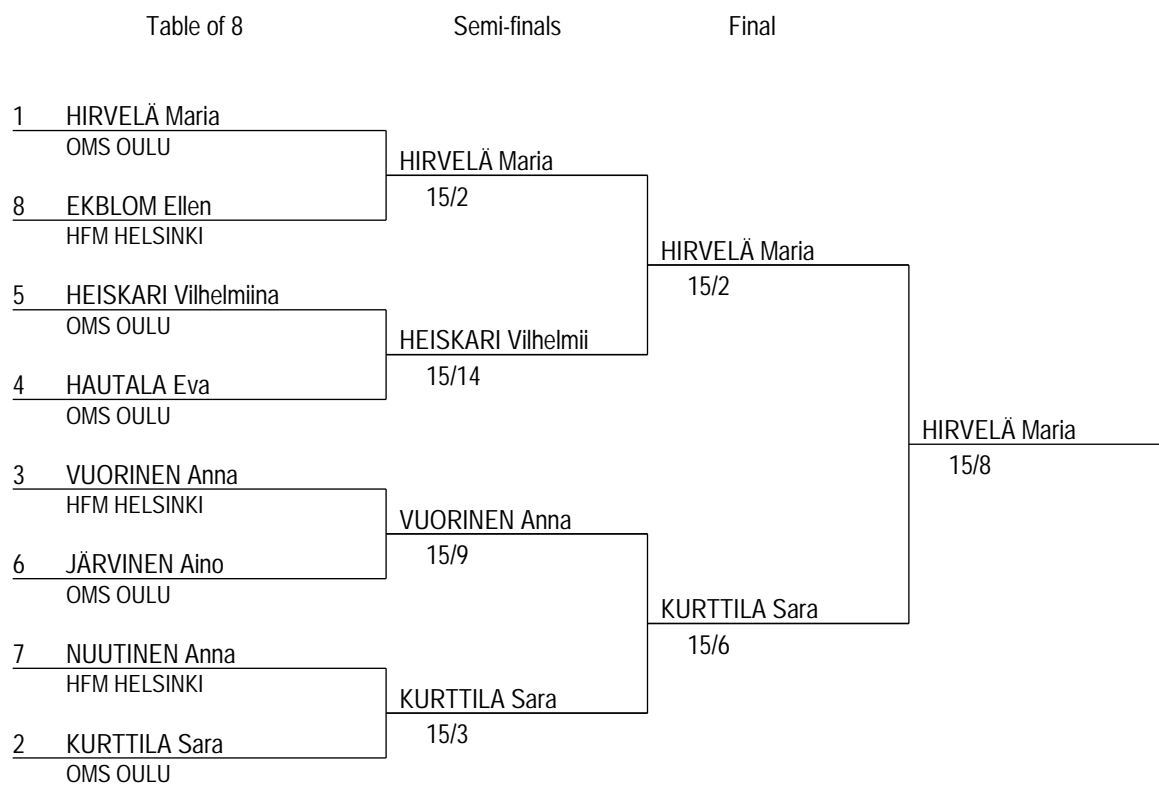 Table of 8 Semi-finals Final
1 HIRVELÄ Maria
OMS OULU
HIRVELÄ Maria
15/2
8 EKBLOM Ellen
HFM HELSINKI
HIRVELÄ Maria
15/2
5 HEISKARI Vilhelmiina
OMS OULU
HEISKARI Vilhelmii
15/14
4 HAUTALA Eva
OMS OULU
HIRVELÄ Maria
15/8
3 VUORINEN Anna
HFM HELSINKI
VUORINEN Anna
15/9
6 JÄRVINEN Aino
OMS OULU
KURTTILA Sara
15/6
7 NUUTINEN Anna
HFM HELSINKI
KURTTILA Sara
15/3
2 KURTTILA Sara
OMS OULU